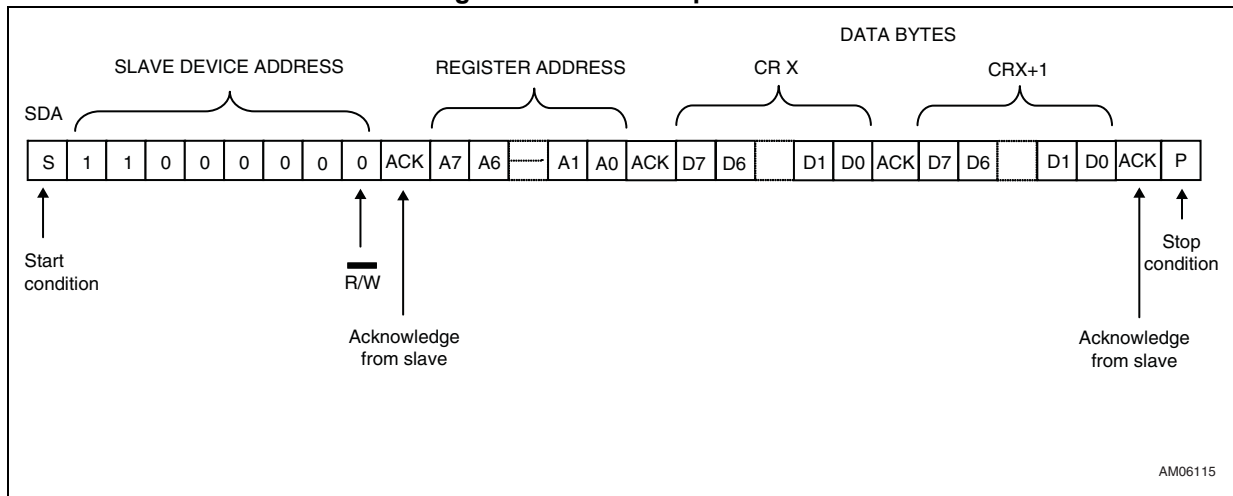 DATA BYTES
SLAVE DEVICE ADDRESS REGISTER ADDRESS CR X CRX+1
SDA
S 1 1 0 0 0 0 0 0 ACK A7 A6 A1 A0 ACK D7 D6 D1 D0 ACK D7 D6 D1 D0 ACK P
Start
condition
R/W
Acknowledge
from slave
Stop
condition
Acknowledge
from slave
AM06115